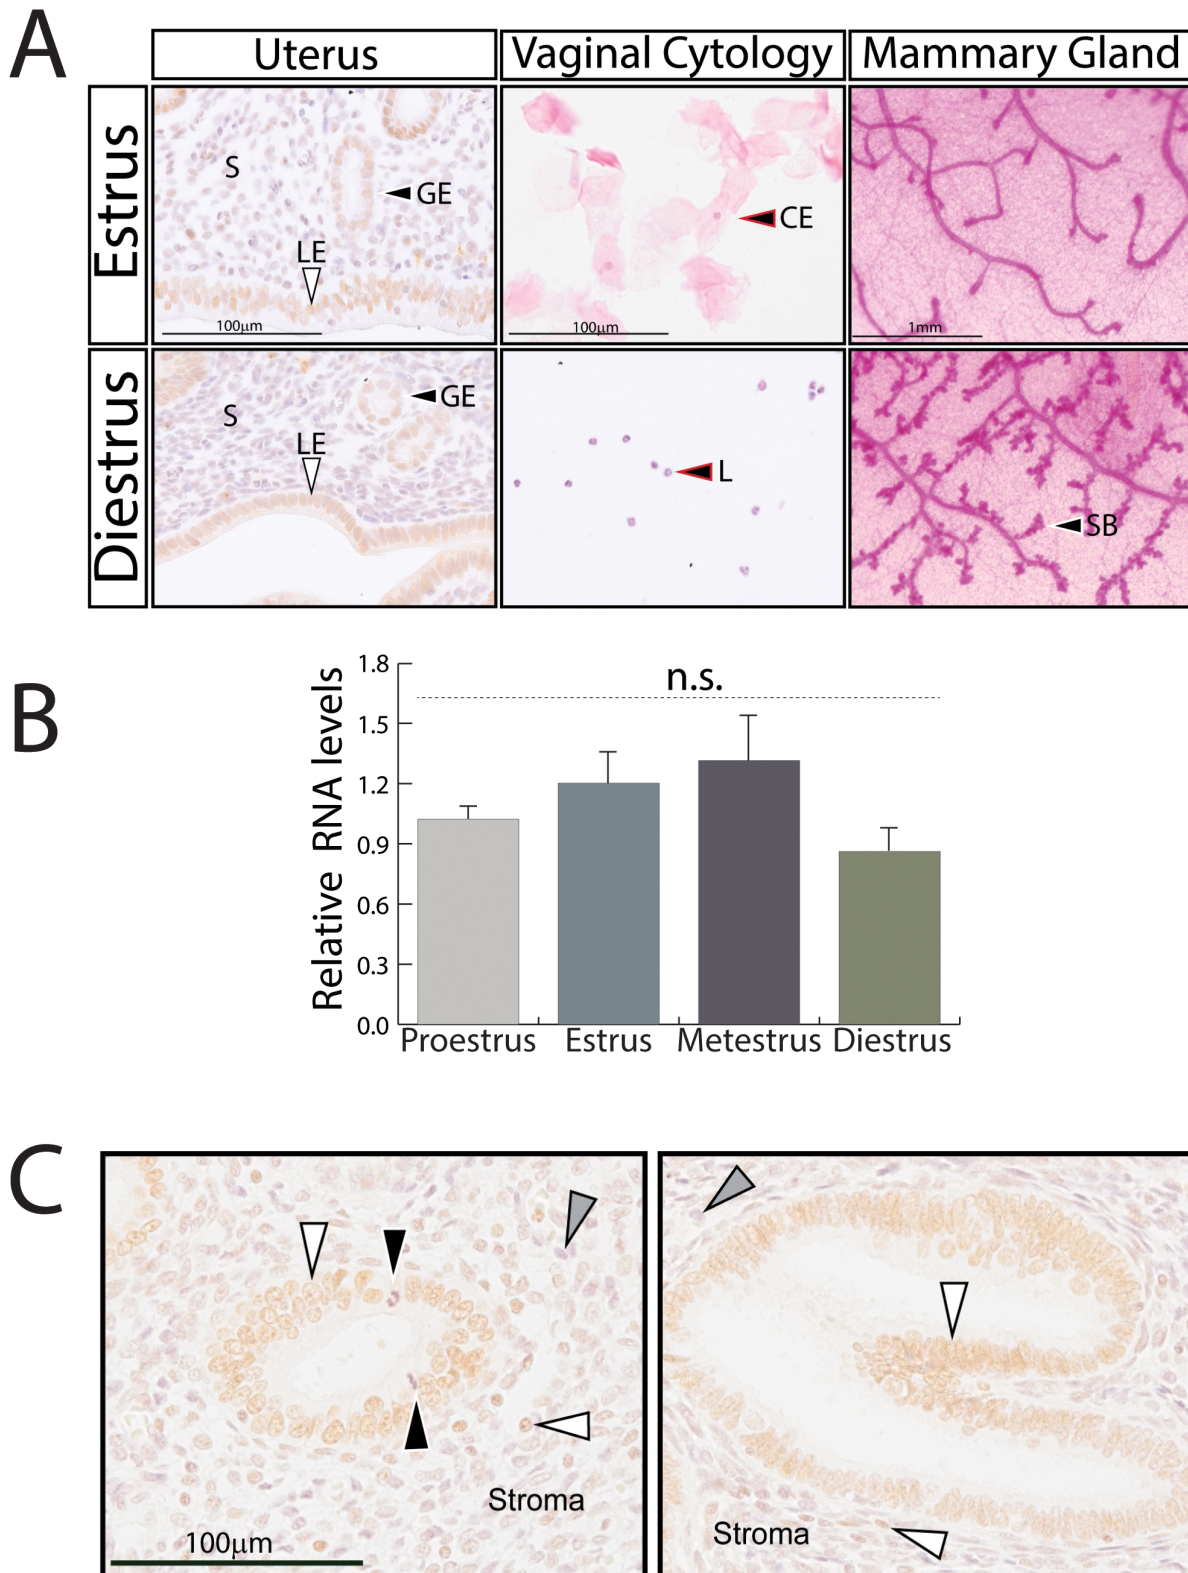 A
Uterus
Vaginal Cytology
Mammary Gland
Estrus
S
GE
LE
100μm
CE
100μm
1mm
Diestrus
S
GE
LE
L
SB
B
Relative RNA levels
1.8
1.5
1.2
0.9
0.6
0.3
0.0
n.s.
Proestrus
Estrus
Metestrus
Diestrus
C
Stroma
100μm
Stroma